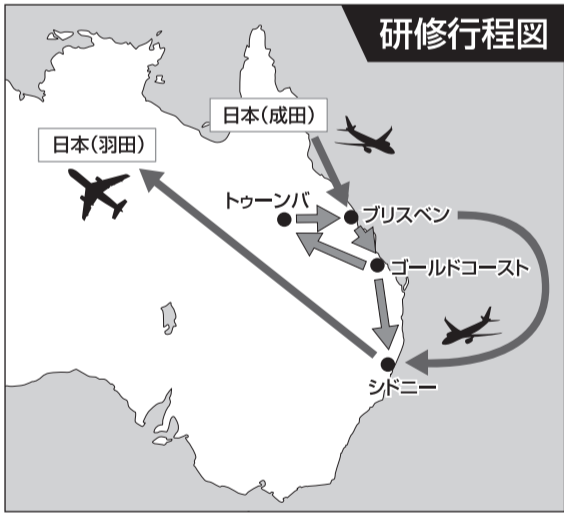 研修行程図
日本（成田）
日本（羽田）
トゥーンバ
ブリスベン
ゴールドコースト
シドニー